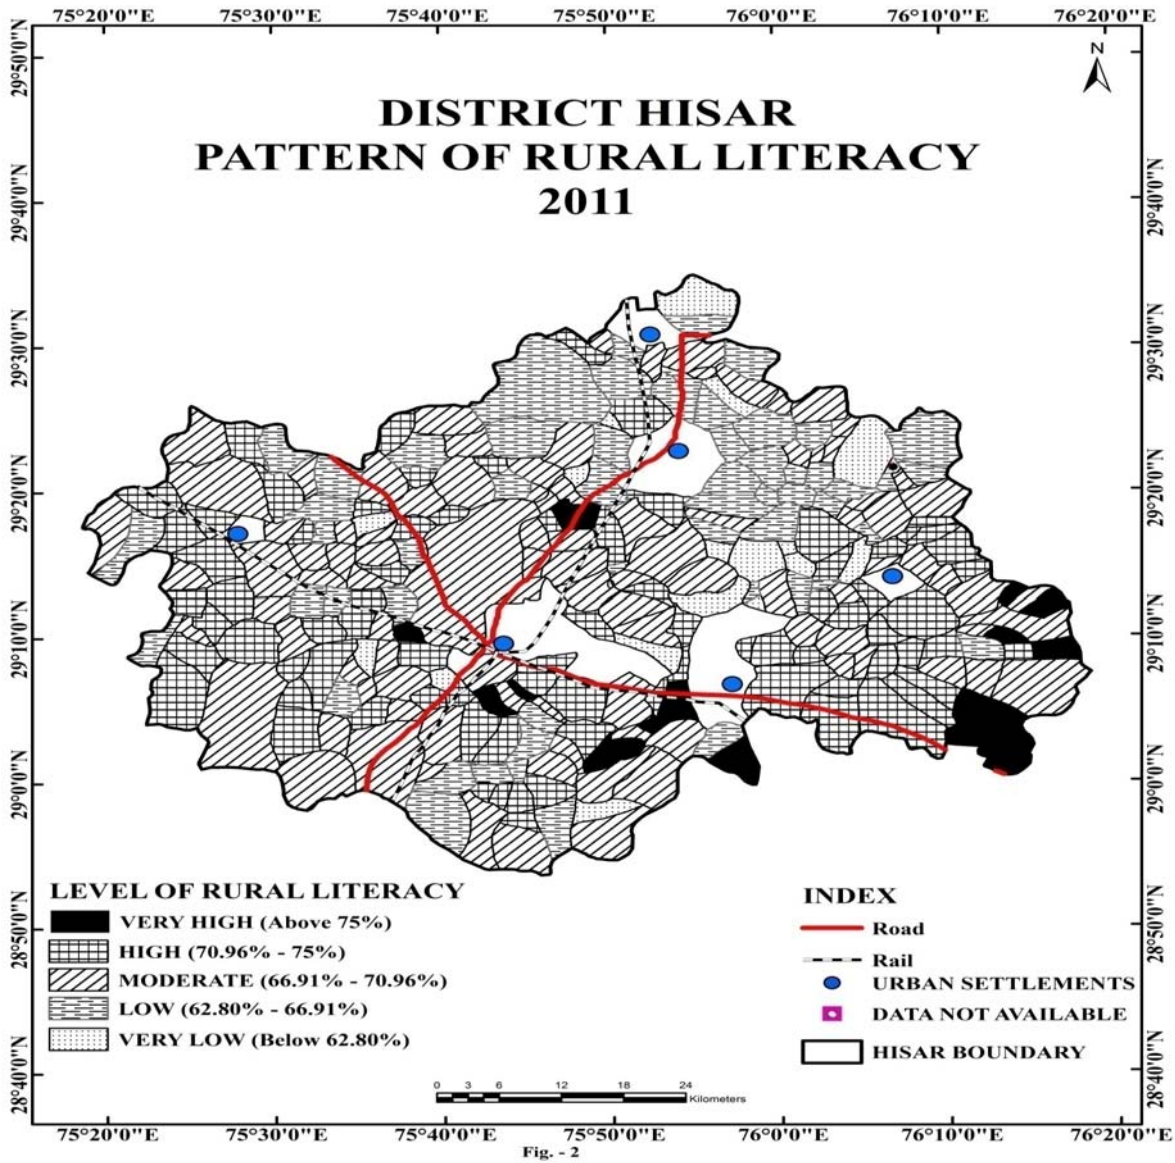 75°20'0"E 75°30'0"E 75°40'0"E 75°50'0"E 76°0'0"E 76°10'0"E 76°20'0"E
N
DISTRICT HISAR
PATTERN OF RURAL LITERACY
2011
29°50'0"N 29°40'0"N 29°30'0"N 29°20'0"N 29°10'0"N 29°0'0"N 28°50'0"N 28°40'0"N
29°50'0"N 29°40'0"N 29°30'0"N 29°20'0"N 29°10'0"N 29°0'0"N 28°50'0"N 28°40'0"N
LEVEL OF RURAL LITERACY
VERY HIGH (Above 75%)
HIGH (70.96% - 75%)
MODERATE (66.91% - 70.96%)
LOW (62.80% - 66.91%)
VERY LOW (Below 62.80%)
INDEX
Road
Rail
URBAN SETTLEMENTS
DATA NOT AVAILABLE
HISAR BOUNDARY
0 3 6 12 18 24
Kilometers
75°20'0"E 75°30'0"E 75°40'0"E 75°50'0"E 76°0'0"E 76°10'0"E 76°20'0"E
Fig. - 2